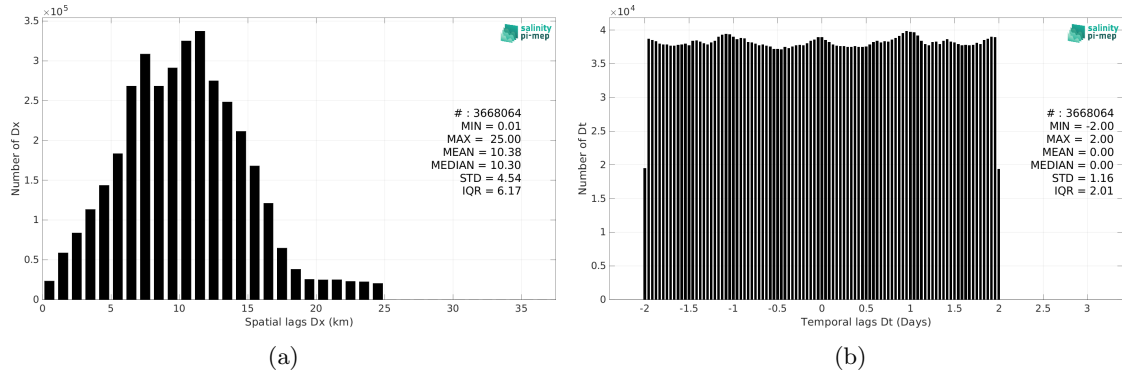 ×10⁵
3.5
3
2.5
2
1.5
1
0.5
0
Number of Dx
salinity
pi-mep
# : 3668064
MIN = 0.01
MAX = 25.00
MEAN = 10.38
MEDIAN = 10.30
STD = 4.54
IQR = 6.17
0 5 10 15 20 25 30 35
Spatial lags Dx (km)
(a)
×10⁴
4
3.5
3
2.5
2
1.5
1
0.5
0
Number of Dt
salinity
pi-mep
# : 3668064
MIN = -2.00
MAX = 2.00
MEAN = 0.00
MEDIAN = 0.00
STD = 1.16
IQR = 2.01
-2 -1.5 -1 -0.5 0 0.5 1 1.5 2 2.5 3
Temporal lags Dt (Days)
(b)